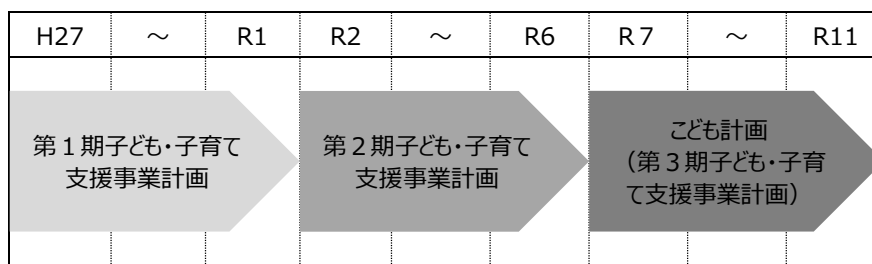 H27 ～ R1 R2 ～ R6 R７ ～ R11
第１期子ども・子育て
支援事業計画
第２期子ども・子育て
支援事業計画
こども計画
（第３期子ども・子育
て支援事業計画）